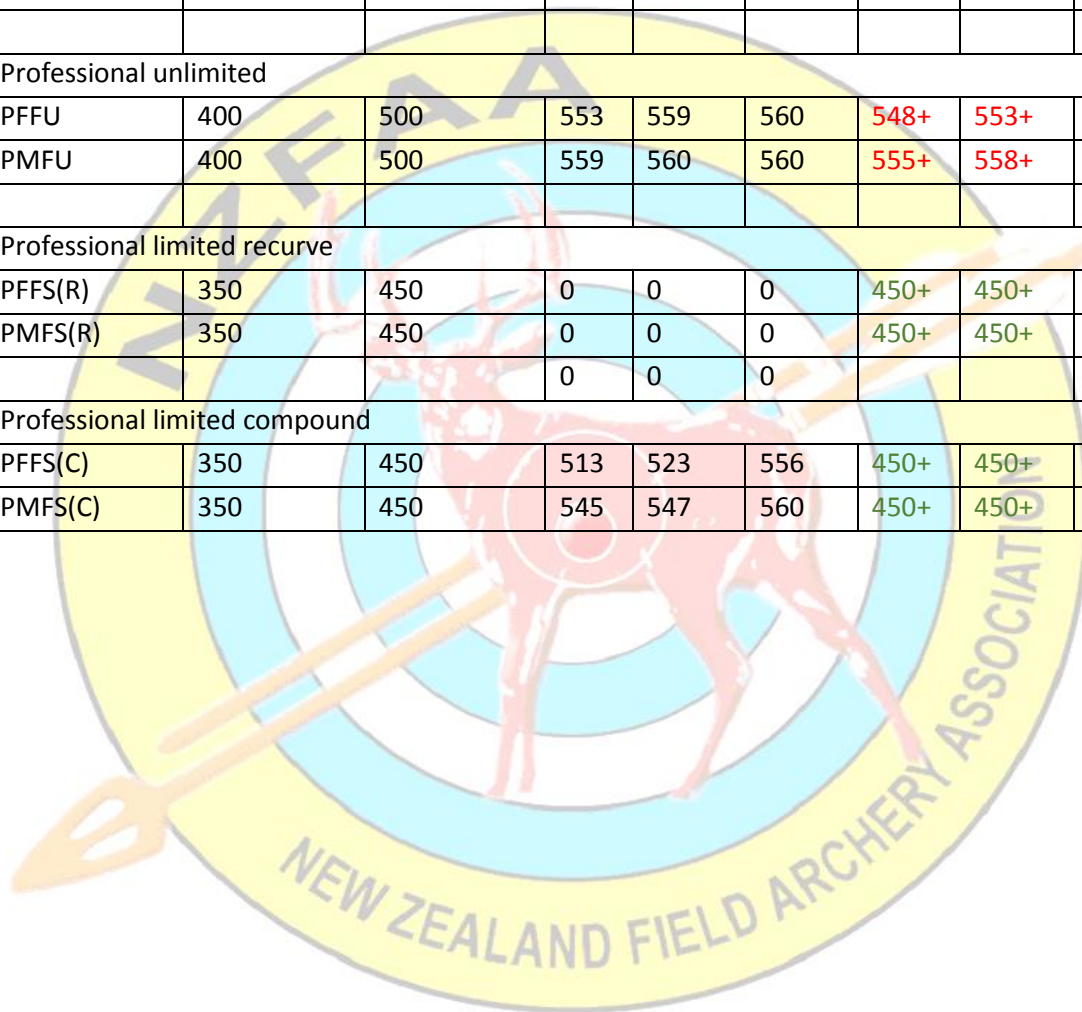 Professional unlimited
PFFU 400 500 553 559 560 548+ 553+
PMFU 400 500 559 560 560 555+ 558+
Professional limited recurve
PFFS(R) 350 450 0 0 0 450+ 450+
PMFS(R) 350 450 0 0 0 450+ 450+
0 0 0
Professional limited compound
PFFS(C) 350 450 513 523 556 450+ 450+
PMFS(C) 350 450 545 547 560 450+ 450+
NZFAA
NEW ZEALAND FIELD ARCHERY ASSOCIATION